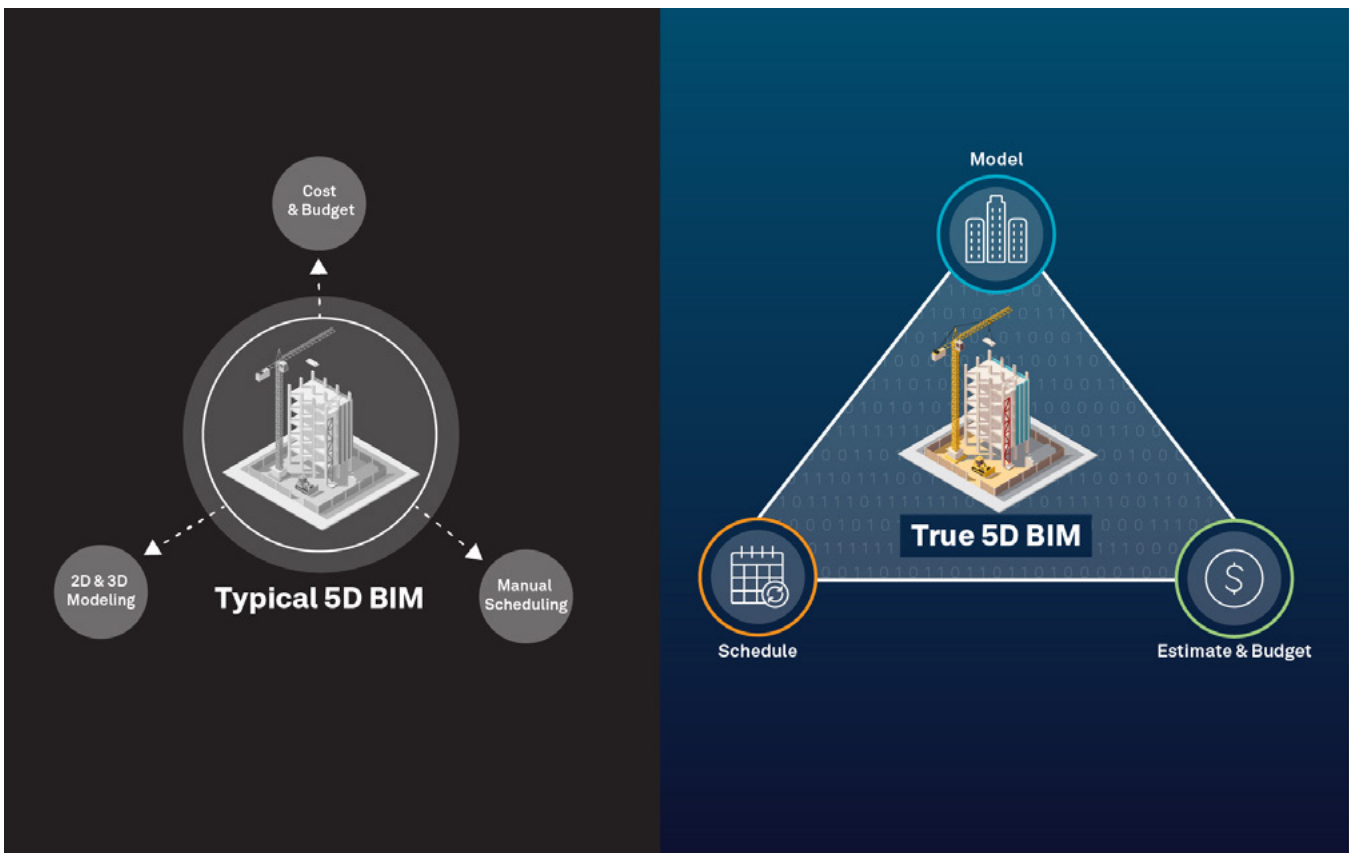 Cost
& Budget
2D & 3D
Modeling
Manual
Scheduling
Typical 5D BIM
Model
True 5D BIM
$
Schedule
Estimate & Budget